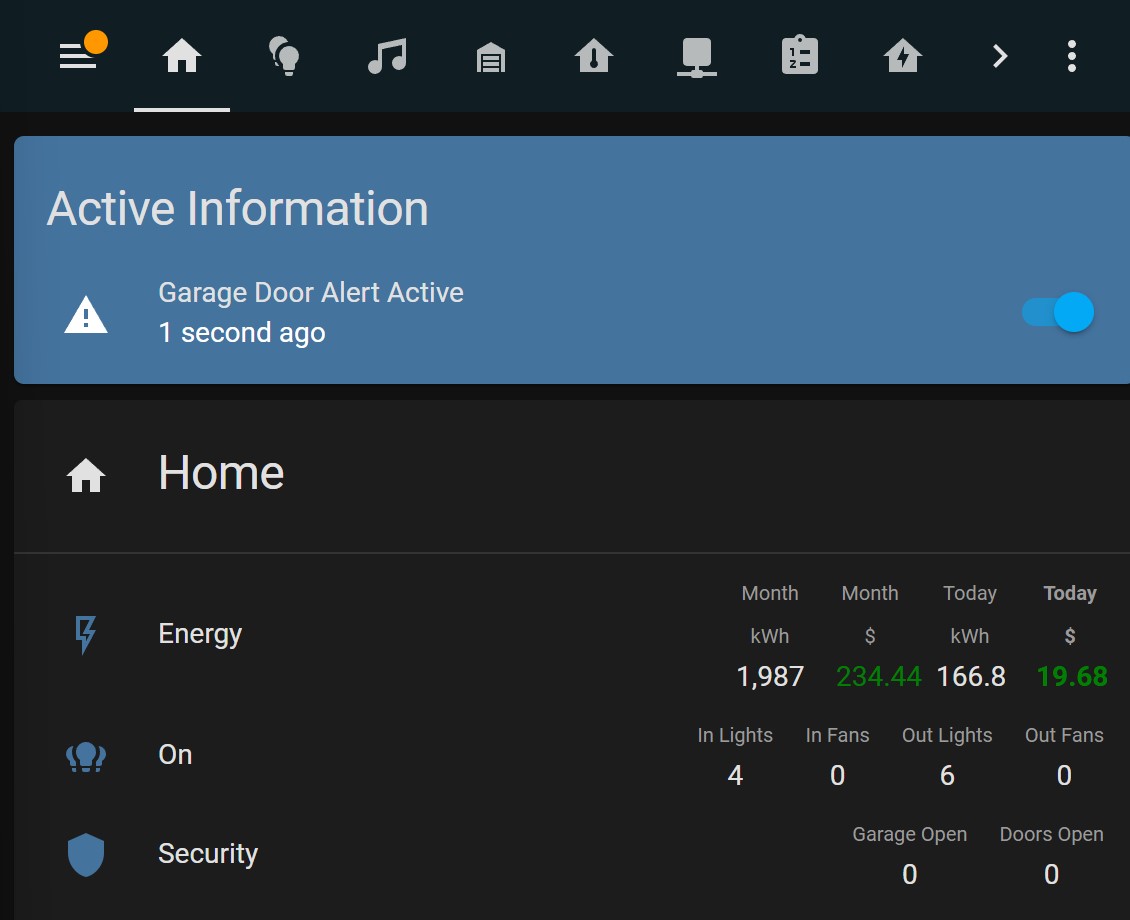 1
2
Active Information
Garage Door Alert Active
1 second ago
Home
Month Month Today Today
kWh $ kWh $
Energy 1,987 234.44 166.8 19.68
In Lights In Fans Out Lights Out Fans
On 4 0 6 0
Garage Open Doors Open
Security 0 0